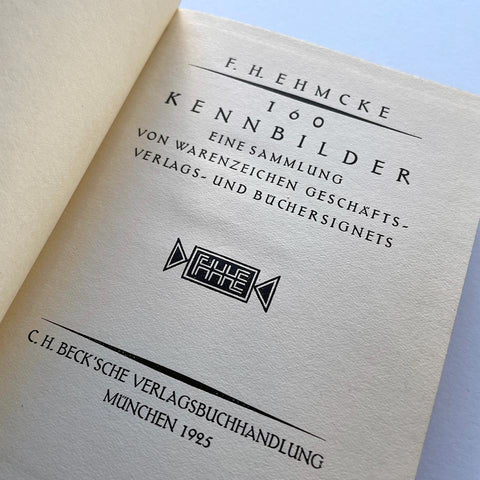 F. H. EHMCKE
160
KENNBILDER
EINE SAMMLUNG
VON WARENZEICHEN GESCHÄFTS-
VERLAGS- UND BÜCHERSIGNETS
C. H. BECK'SCHE VERLAGSBUCHHANDLUNG
MÜNCHEN 1925